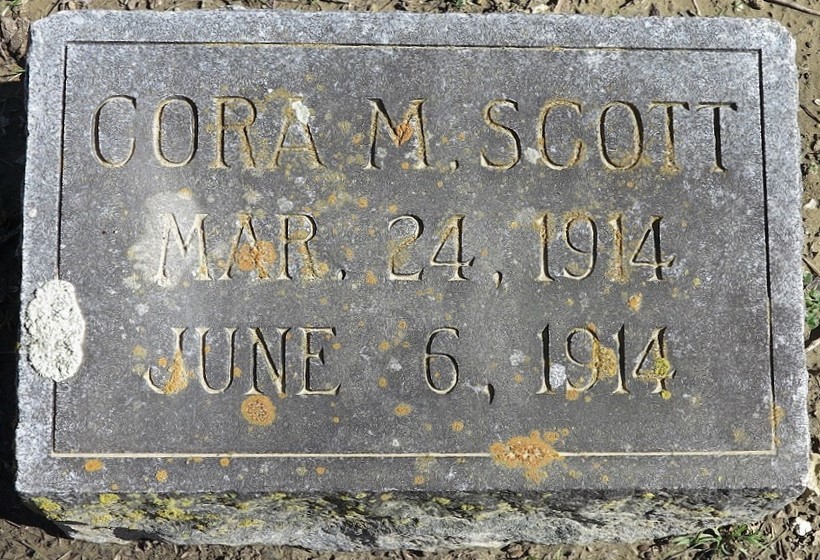 CORA M. SCOTT
MAR. 24, 1914
JUNE 6, 1914